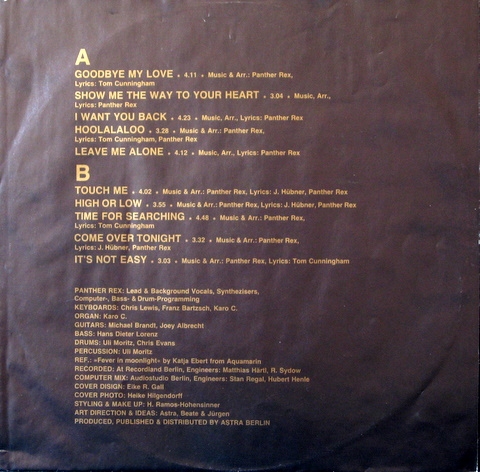 A
GOODBYE MY LOVE • 4.11 • Music & Arr.: Panther Rex,
Lyrics: Tom Cunningham
SHOW ME THE WAY TO YOUR HEART • 3.04 • Music, Arr.,
Lyrics: Panther Rex
I WANT YOU BACK • 4.23 • Music, Arr., Lyrics: Panther Rex
HOOLALALOO • 3.28 • Music & Arr.: Panther Rex,
Lyrics: Tom Cunningham, Panther Rex
LEAVE ME ALONE • 4.12 • Music, Arr., Lyrics: Panther Rex
B
TOUCH ME • 4.02 • Music & Arr.: Panther Rex, Lyrics: J. Hübner, Panther Rex
HIGH OR LOW • 3.55 • Music & Arr.: Panther Rex, Lyrics: J. Hübner, Panther Rex
TIME FOR SEARCHING • 4.48 • Music & Arr.: Panther Rex,
Lyrics: Tom Cunningham
COME OVER TONIGHT • 3.32 • Music & Arr.: Panther Rex,
Lyrics: J. Hübner, Panther Rex
IT'S NOT EASY • 3.03 • Music & Arr.: Panther Rex, Lyrics: Tom Cunningham
PANTHER REX: Lead & Background Vocals, Synthezisers,
Computer-, Bass- & Drum-Programming
KEYBOARDS: Chris Lewis, Franz Bartzsch, Karo C.
ORGAN: Karo C.
GUITARS: Michael Brandt, Joey Albrecht
BASS: Hans Dieter Lorenz
DRUMS: Uli Moritz, Chris Evans
PERCUSSION: Uli Moritz
REF.: »Fever in moonlight« by Katja Ebert from Aquamarin
RECORDED: At Recordland Berlin, Engineers: Matthias Härtl, R. Sydow
COMPUTER MIX: Audiostudio Berlin, Engineers: Stan Regal, Hubert Henle
COVER DISIGN: Eike R. Gall
COVER PHOTO: Heike Hilgendorff
STYLING & MAKE UP: H. Ramos-Hohensinner
ART DIRECTION & IDEAS: Astra, Beate & Jürgen
PRODUCED, PUBLISHED & DISTRIBUTED BY ASTRA BERLIN